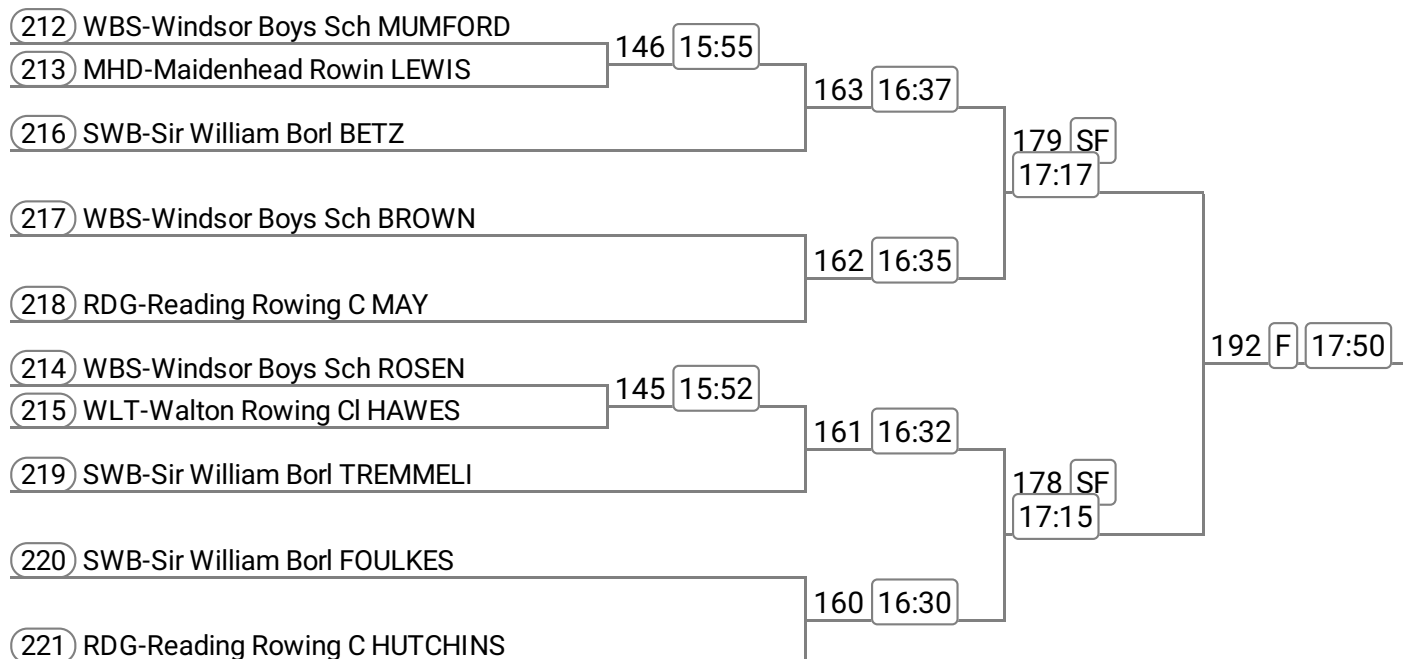 212 WBS-Windsor Boys Sch MUMFORD
146 15:55
213 MHD-Maidenhead Rowin LEWIS
163 16:37
216 SWB-Sir William Borl BETZ
179 SF
17:17
217 WBS-Windsor Boys Sch BROWN
162 16:35
218 RDG-Reading Rowing C MAY
192 F 17:50
214 WBS-Windsor Boys Sch ROSEN
145 15:52
215 WLT-Walton Rowing Cl HAWES
161 16:32
219 SWB-Sir William Borl TREMMELI
178 SF
17:15
220 SWB-Sir William Borl FOULKES
160 16:30
221 RDG-Reading Rowing C HUTCHINS